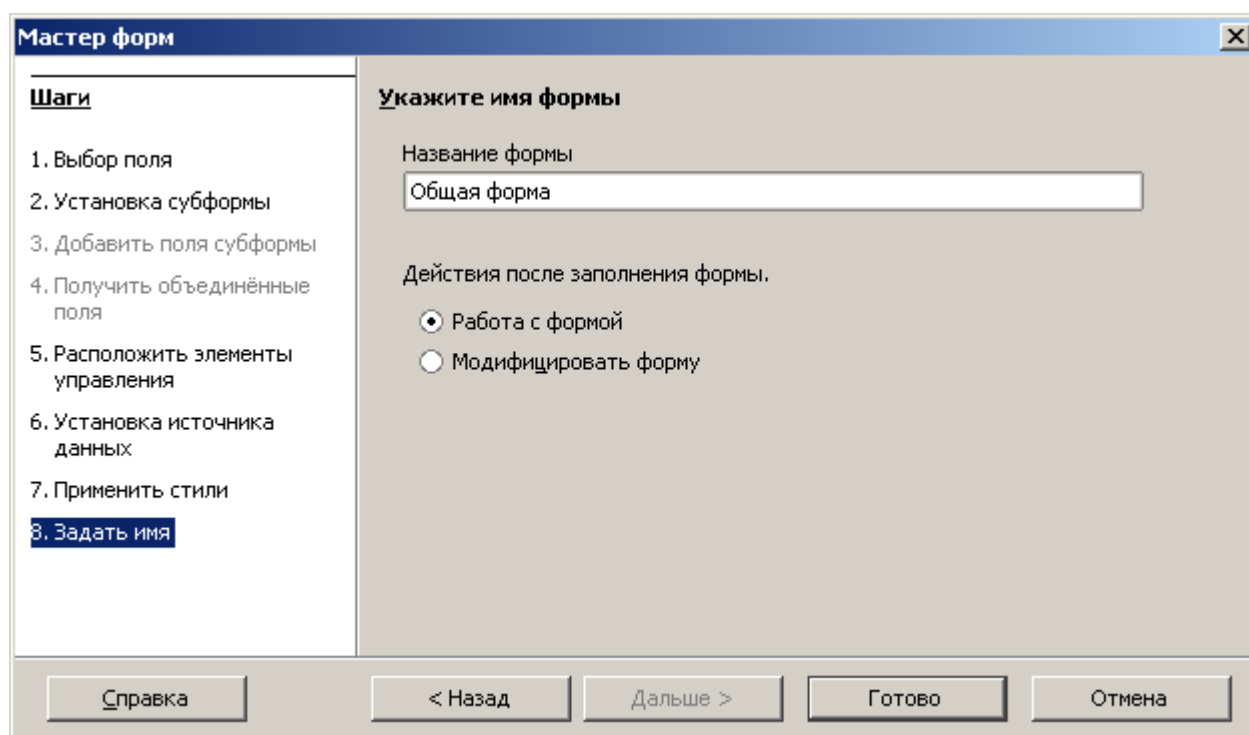 Мастер форм
Шаги
1. Выбор поля
2. Установка субформы
3. Добавить поля субформы
4. Получить объединённые
поля
5. Расположить элементы
управления
6. Установка источника
данных
7. Применить стили
8. Задать имя
Укажите имя формы
Название формы
Общая форма
Действия после заполнения формы.
Работа с формой
Модифицировать форму
Справка
< Назад
Дальше >
Готово
Отмена